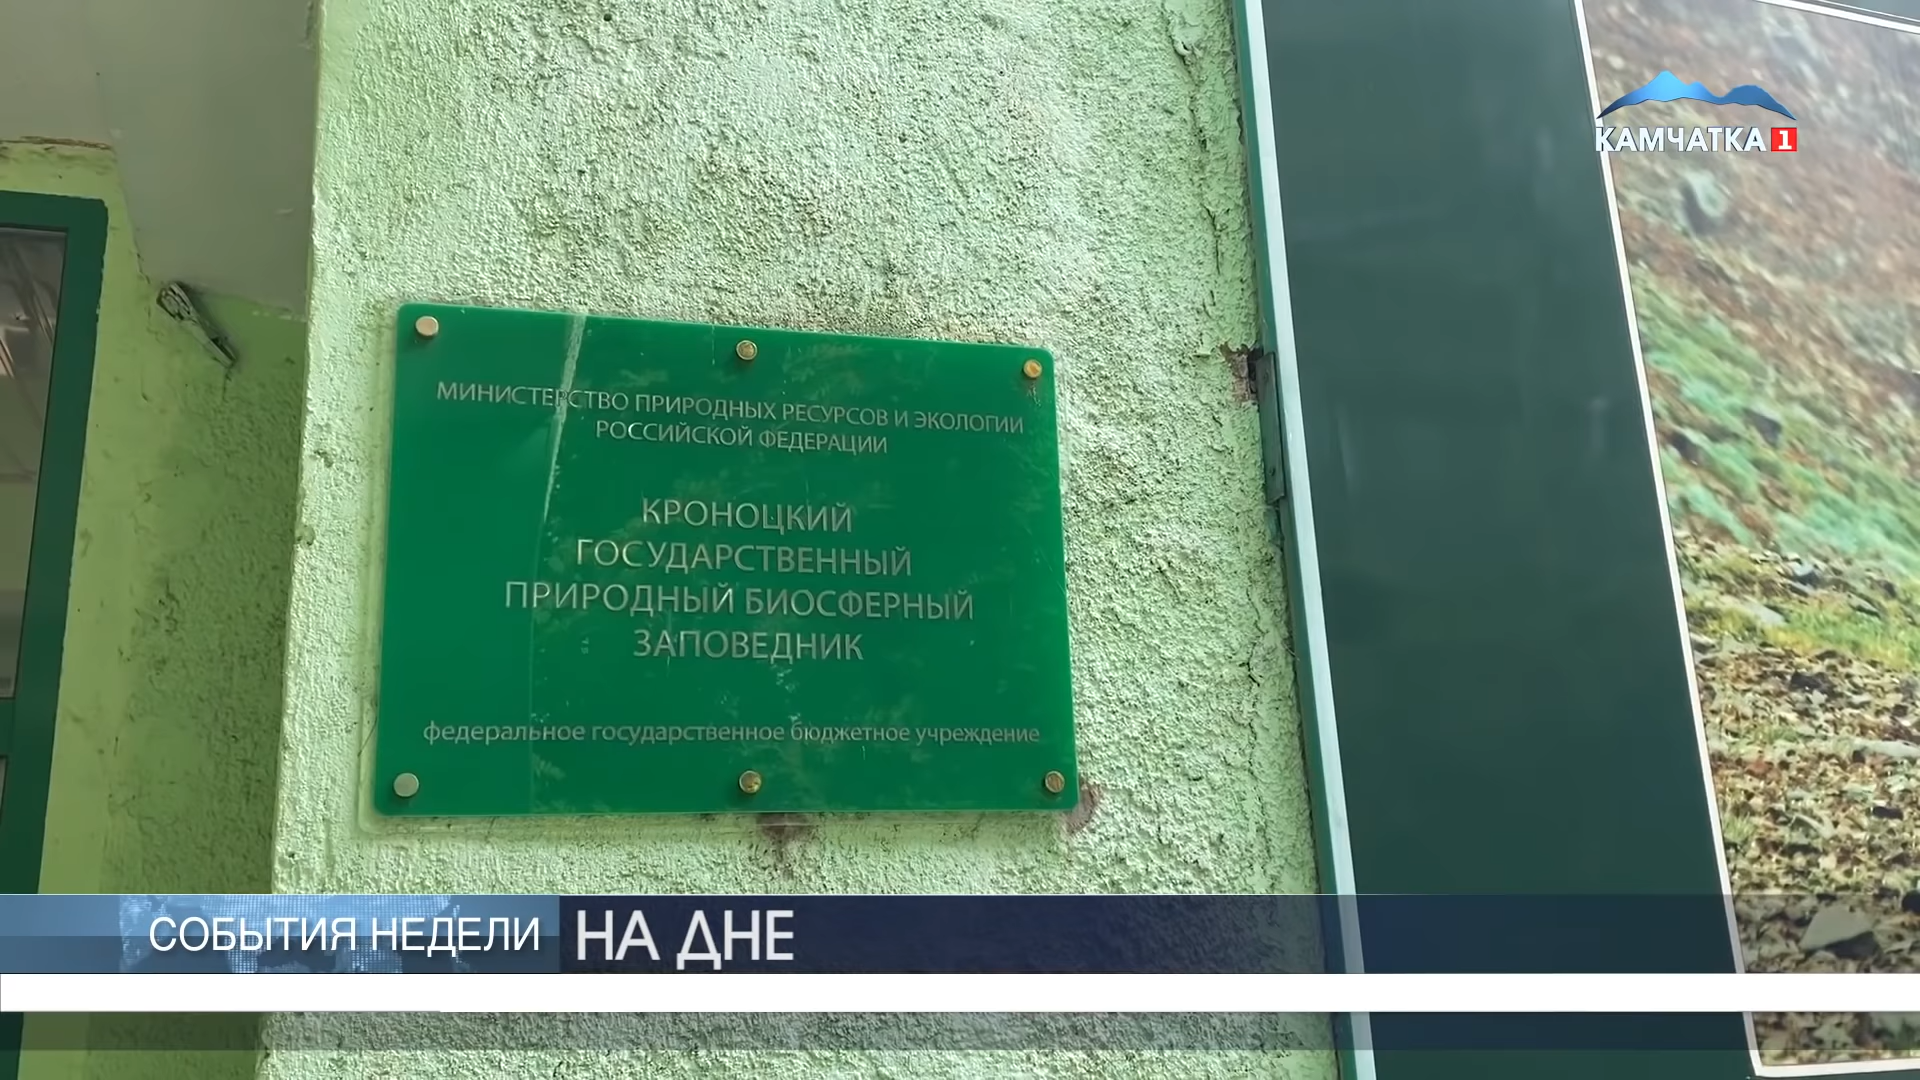 КАМЧАТКА 1
МИНИСТЕРСТВО ПРИРОДНЫХ РЕСУРСОВ И ЭКОЛОГИИ
РОССИЙСКОЙ ФЕДЕРАЦИИ
КРОНОЦКИЙ
ГОСУДАРСТВЕННЫЙ
ПРИРОДНЫЙ БИОСФЕРНЫЙ
ЗАПОВЕДНИК
федеральное государственное бюджетное учреждение
СОБЫТИЯ НЕДЕЛИ НА ДНЕ